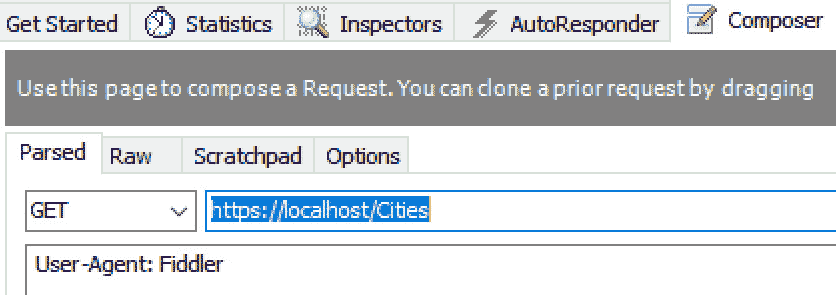 Get Started Statistics Inspectors AutoResponder Composer
Use this page to compose a Request. You can clone a prior request by dragging
Parsed Raw Scratchpad Options
GET https://localhost/Cities
User-Agent: Fiddler